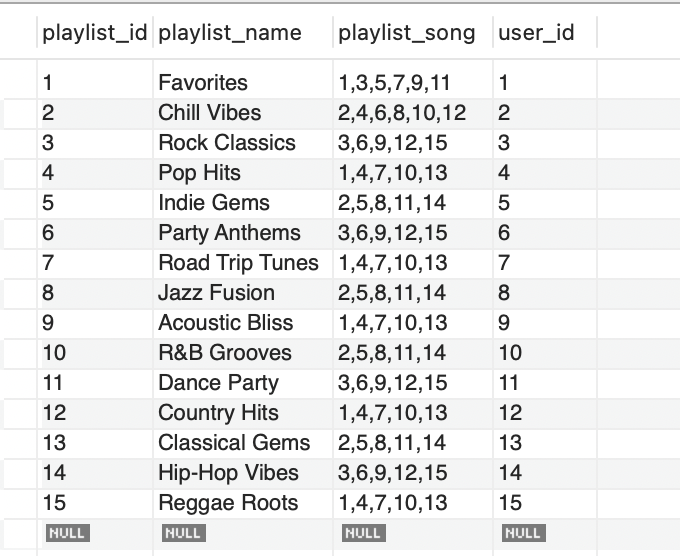 playlist_id playlist_name playlist_song user_id
1 Favorites 1,3,5,7,9,11 1
2 Chill Vibes 2,4,6,8,10,12 2
3 Rock Classics 3,6,9,12,15 3
4 Pop Hits 1,4,7,10,13 4
5 Indie Gems 2,5,8,11,14 5
6 Party Anthems 3,6,9,12,15 6
7 Road Trip Tunes 1,4,7,10,13 7
8 Jazz Fusion 2,5,8,11,14 8
9 Acoustic Bliss 1,4,7,10,13 9
10 R&B Grooves 2,5,8,11,14 10
11 Dance Party 3,6,9,12,15 11
12 Country Hits 1,4,7,10,13 12
13 Classical Gems 2,5,8,11,14 13
14 Hip-Hop Vibes 3,6,9,12,15 14
15 Reggae Roots 1,4,7,10,13 15
NULL NULL NULL NULL